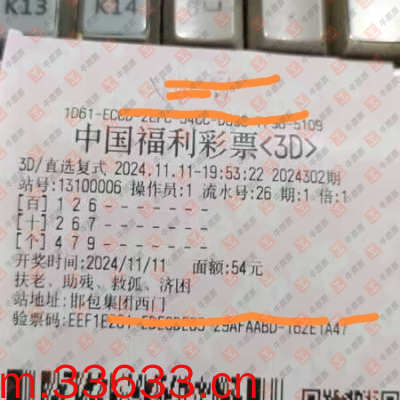 K13 K14
中国福利彩票<3D>
3D/直选复式 2024.11.11-19:53:22 2024302期
站号:13100006 操作员:1 流水号:26 期:1 倍:1
[百] 1 2 6 - - - - - - -
[十] 2 6 7 - - - - - - -
[个] 4 7 9 - - - - - - -
开奖时间:2024/11/11 面额:54元
扶老、助残、救孤、济困
站地址:邯包集团西门
验票码:
m.33633.cn